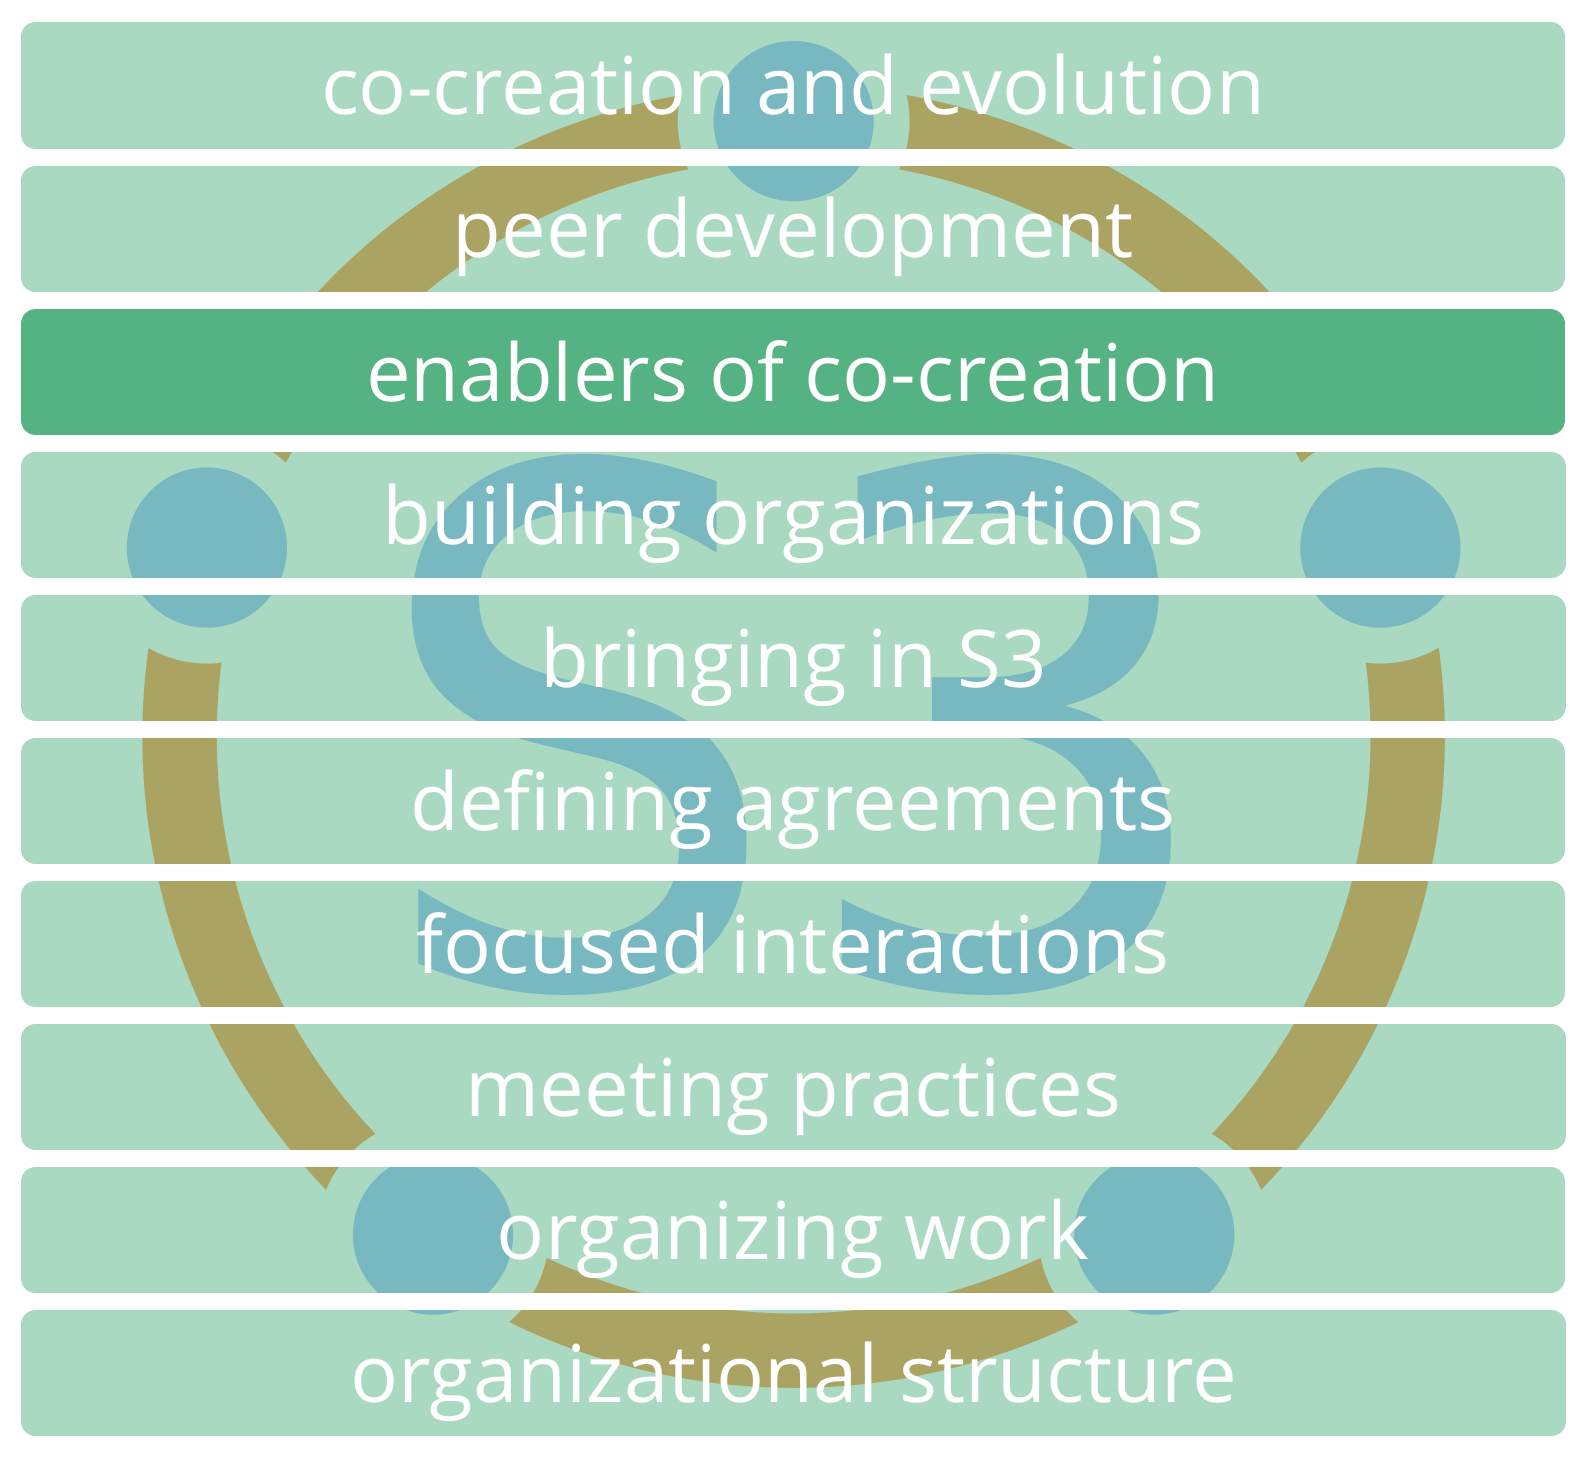 co-creation and evolution
peer development
enablers of co-creation
building organizations
bringing in S3
defining agreements
focused interactions
meeting practices
organizing work
organizational structure
S3